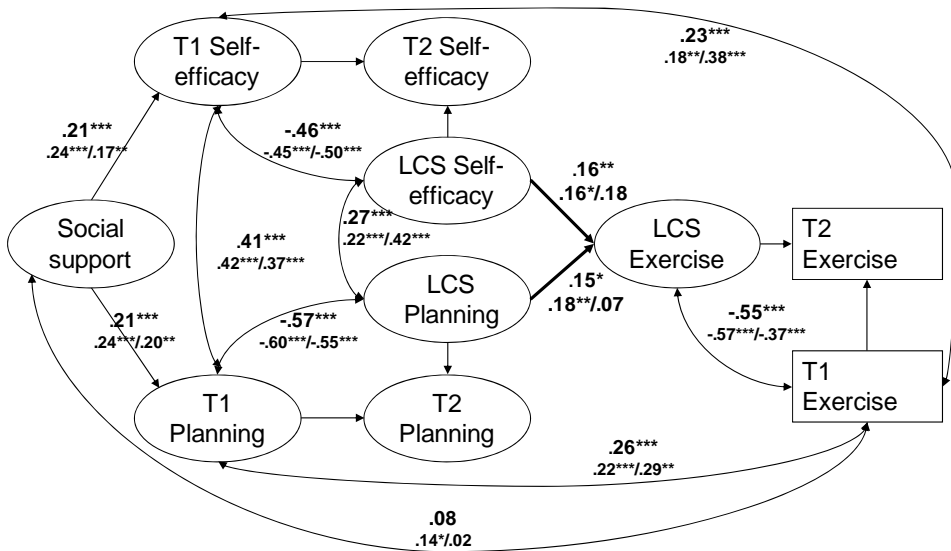 T1 Self-
efficacy
T2 Self-
efficacy
.23***
.18**/.38***
.21***
.24***/.17**
-.46***
-.45***/-.50***
LCS Self-
efficacy
.16**
.16*/.18
Social
support
.41***
.42***/.37***
.27***
.22***/.42***
LCS
Exercise
T2
Exercise
LCS
Planning
.15*
.18**/.07
.21***
.24***/.20**
-.57***
-.60***/-.55***
-.55***
-.57***/-.37***
T1
Planning
T2
Planning
T1
Exercise
.26***
.22***/.29**
.08
.14*/.02